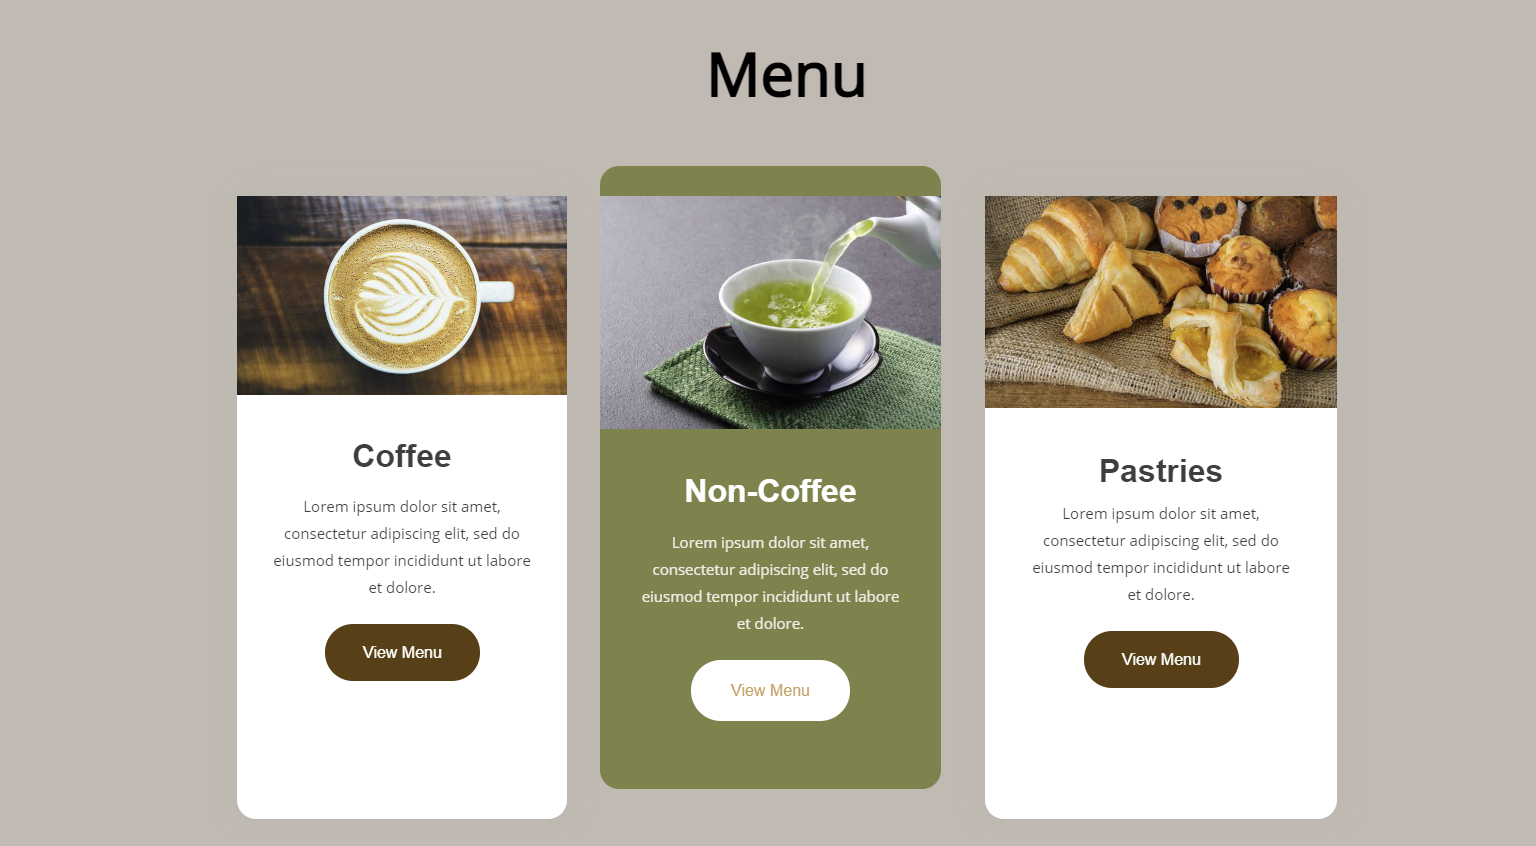 Menu
Coffee
Lorem ipsum dolor sit amet,
consectetur adipiscing elit, sed do
eiusmod tempor incididunt ut labore
et dolore.
View Menu
Non-Coffee
Lorem ipsum dolor sit amet,
consectetur adipiscing elit, sed do
eiusmod tempor incididunt ut labore
et dolore.
View Menu
Pastries
Lorem ipsum dolor sit amet,
consectetur adipiscing elit, sed do
eiusmod tempor incididunt ut labore
et dolore.
View Menu